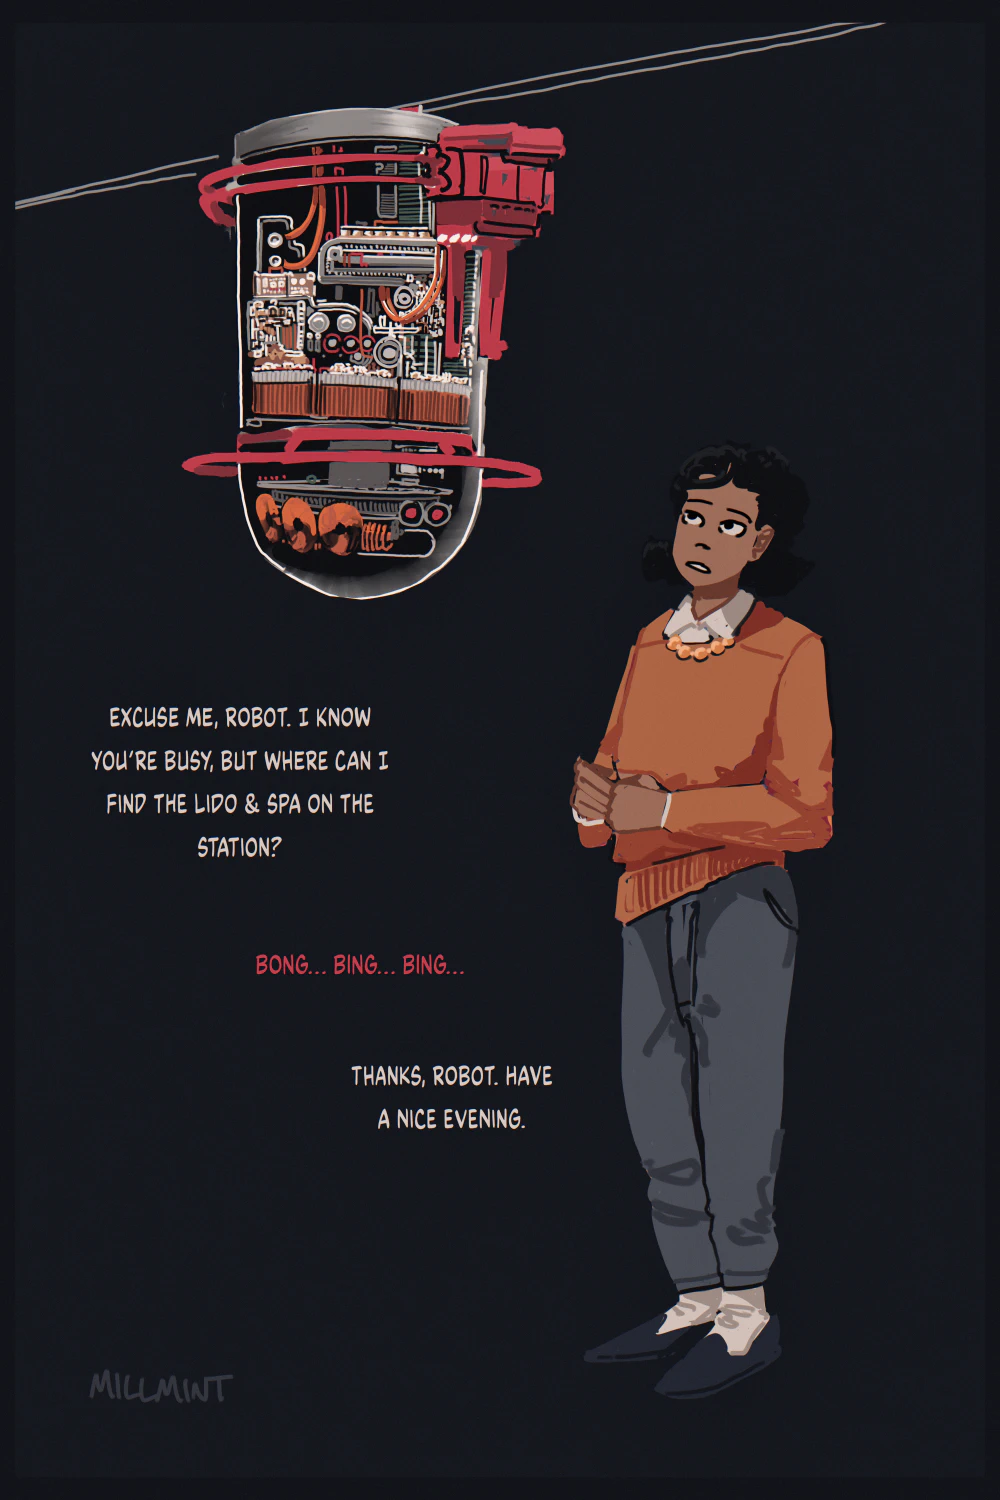 EXCUSE ME, ROBOT. I KNOW
YOU'RE BUSY, BUT WHERE CAN I
FIND THE LIDO & SPA ON THE
STATION?
BONG... BING... BING...
THANKS, ROBOT. HAVE
A NICE EVENING.
MILLMINT